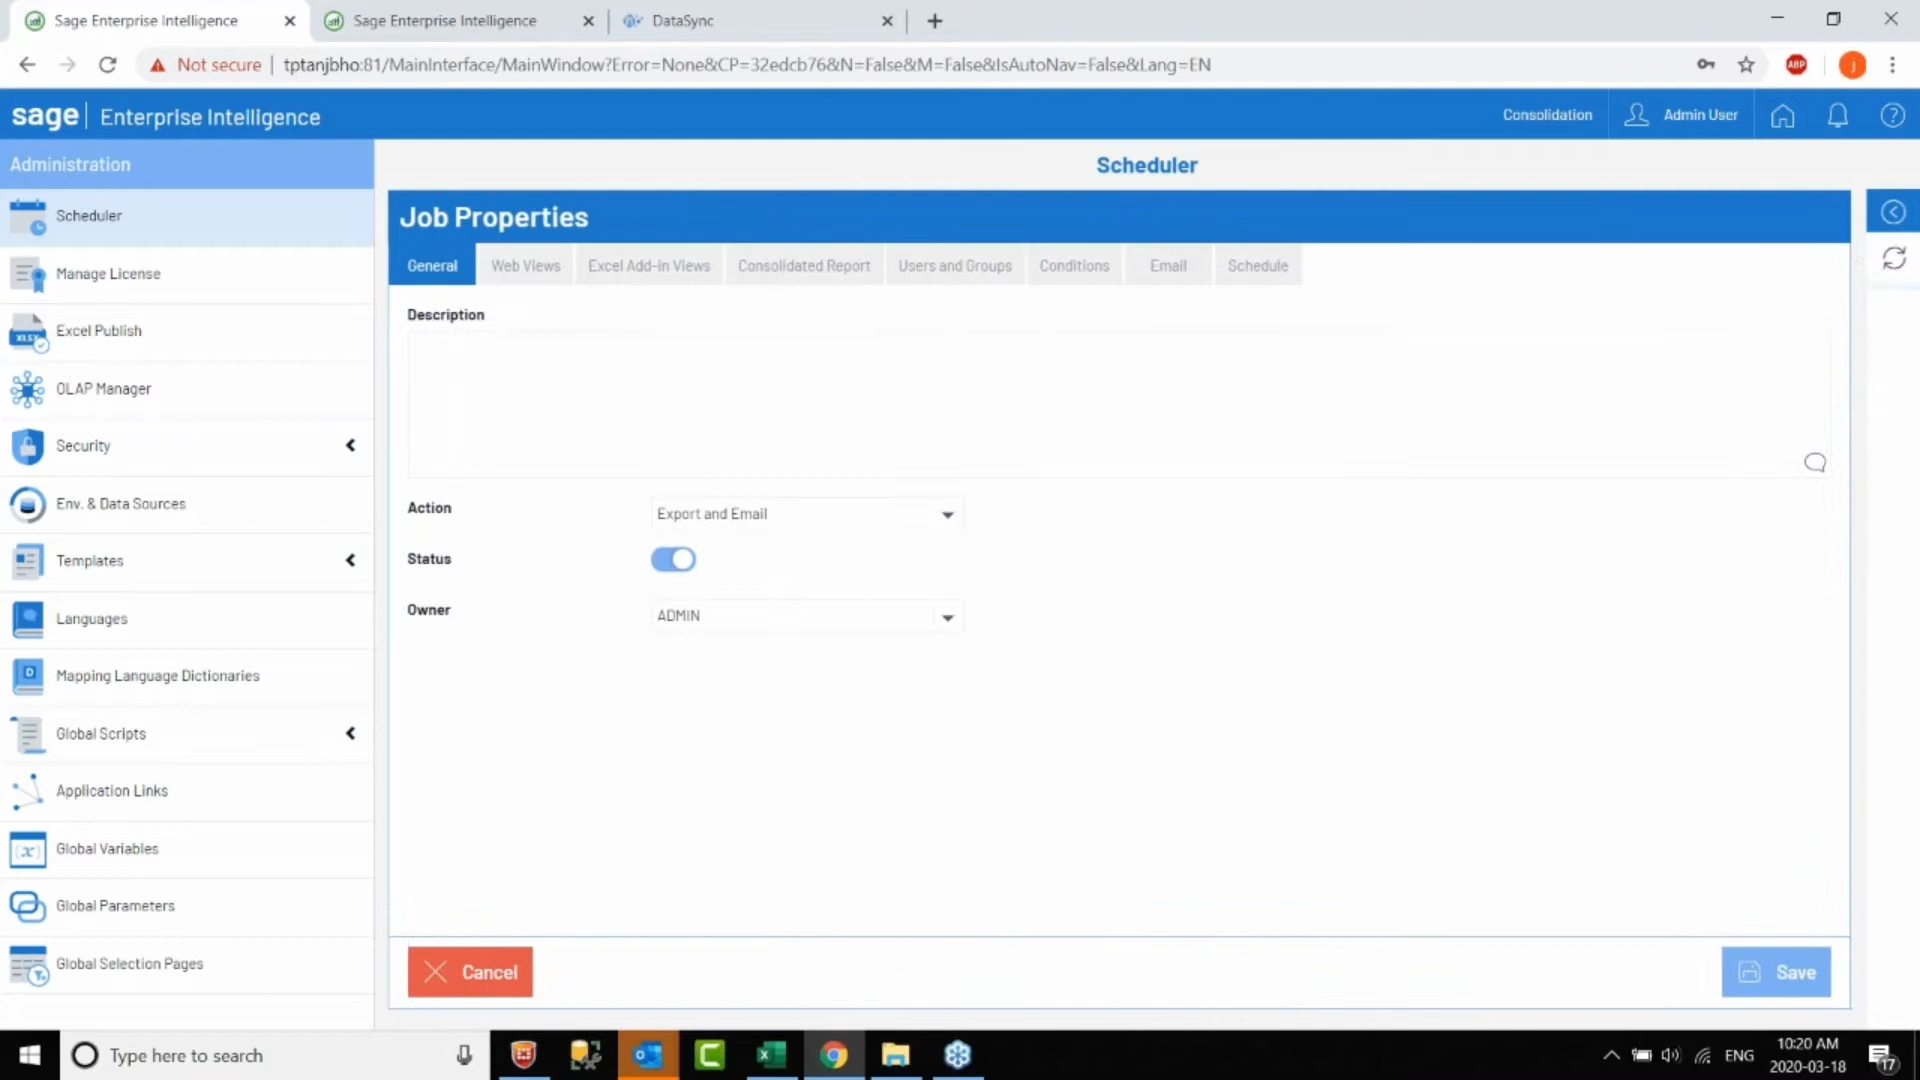 Sage Enterprise Intelligence
Sage Enterprise Intelligence
DataSync
Not secure
tptanjbho:81/MainInterface/MainWindow?Error=None&CP=32edcb76&N=False&M=False&IsAutoNav=False&Lang=EN
ABP
j
sage Enterprise Intelligence
Consolidation
Admin User
Administration
Scheduler
Scheduler
Manage License
XLSX
Excel Publish
OLAP Manager
Security
Env. & Data Sources
Templates
Languages
D
Mapping Language Dictionaries
Global Scripts
Application Links
(x)
Global Variables
Global Parameters
Global Selection Pages
Job Properties
General
Web Views
Excel Add-In Views
Consolidated Report
Users and Groups
Conditions
Email
Schedule
Description
Action
Export and Email
Status
Owner
ADMIN
Cancel
Save
Type here to search
ENG
10:20 AM
2020-03-18
17